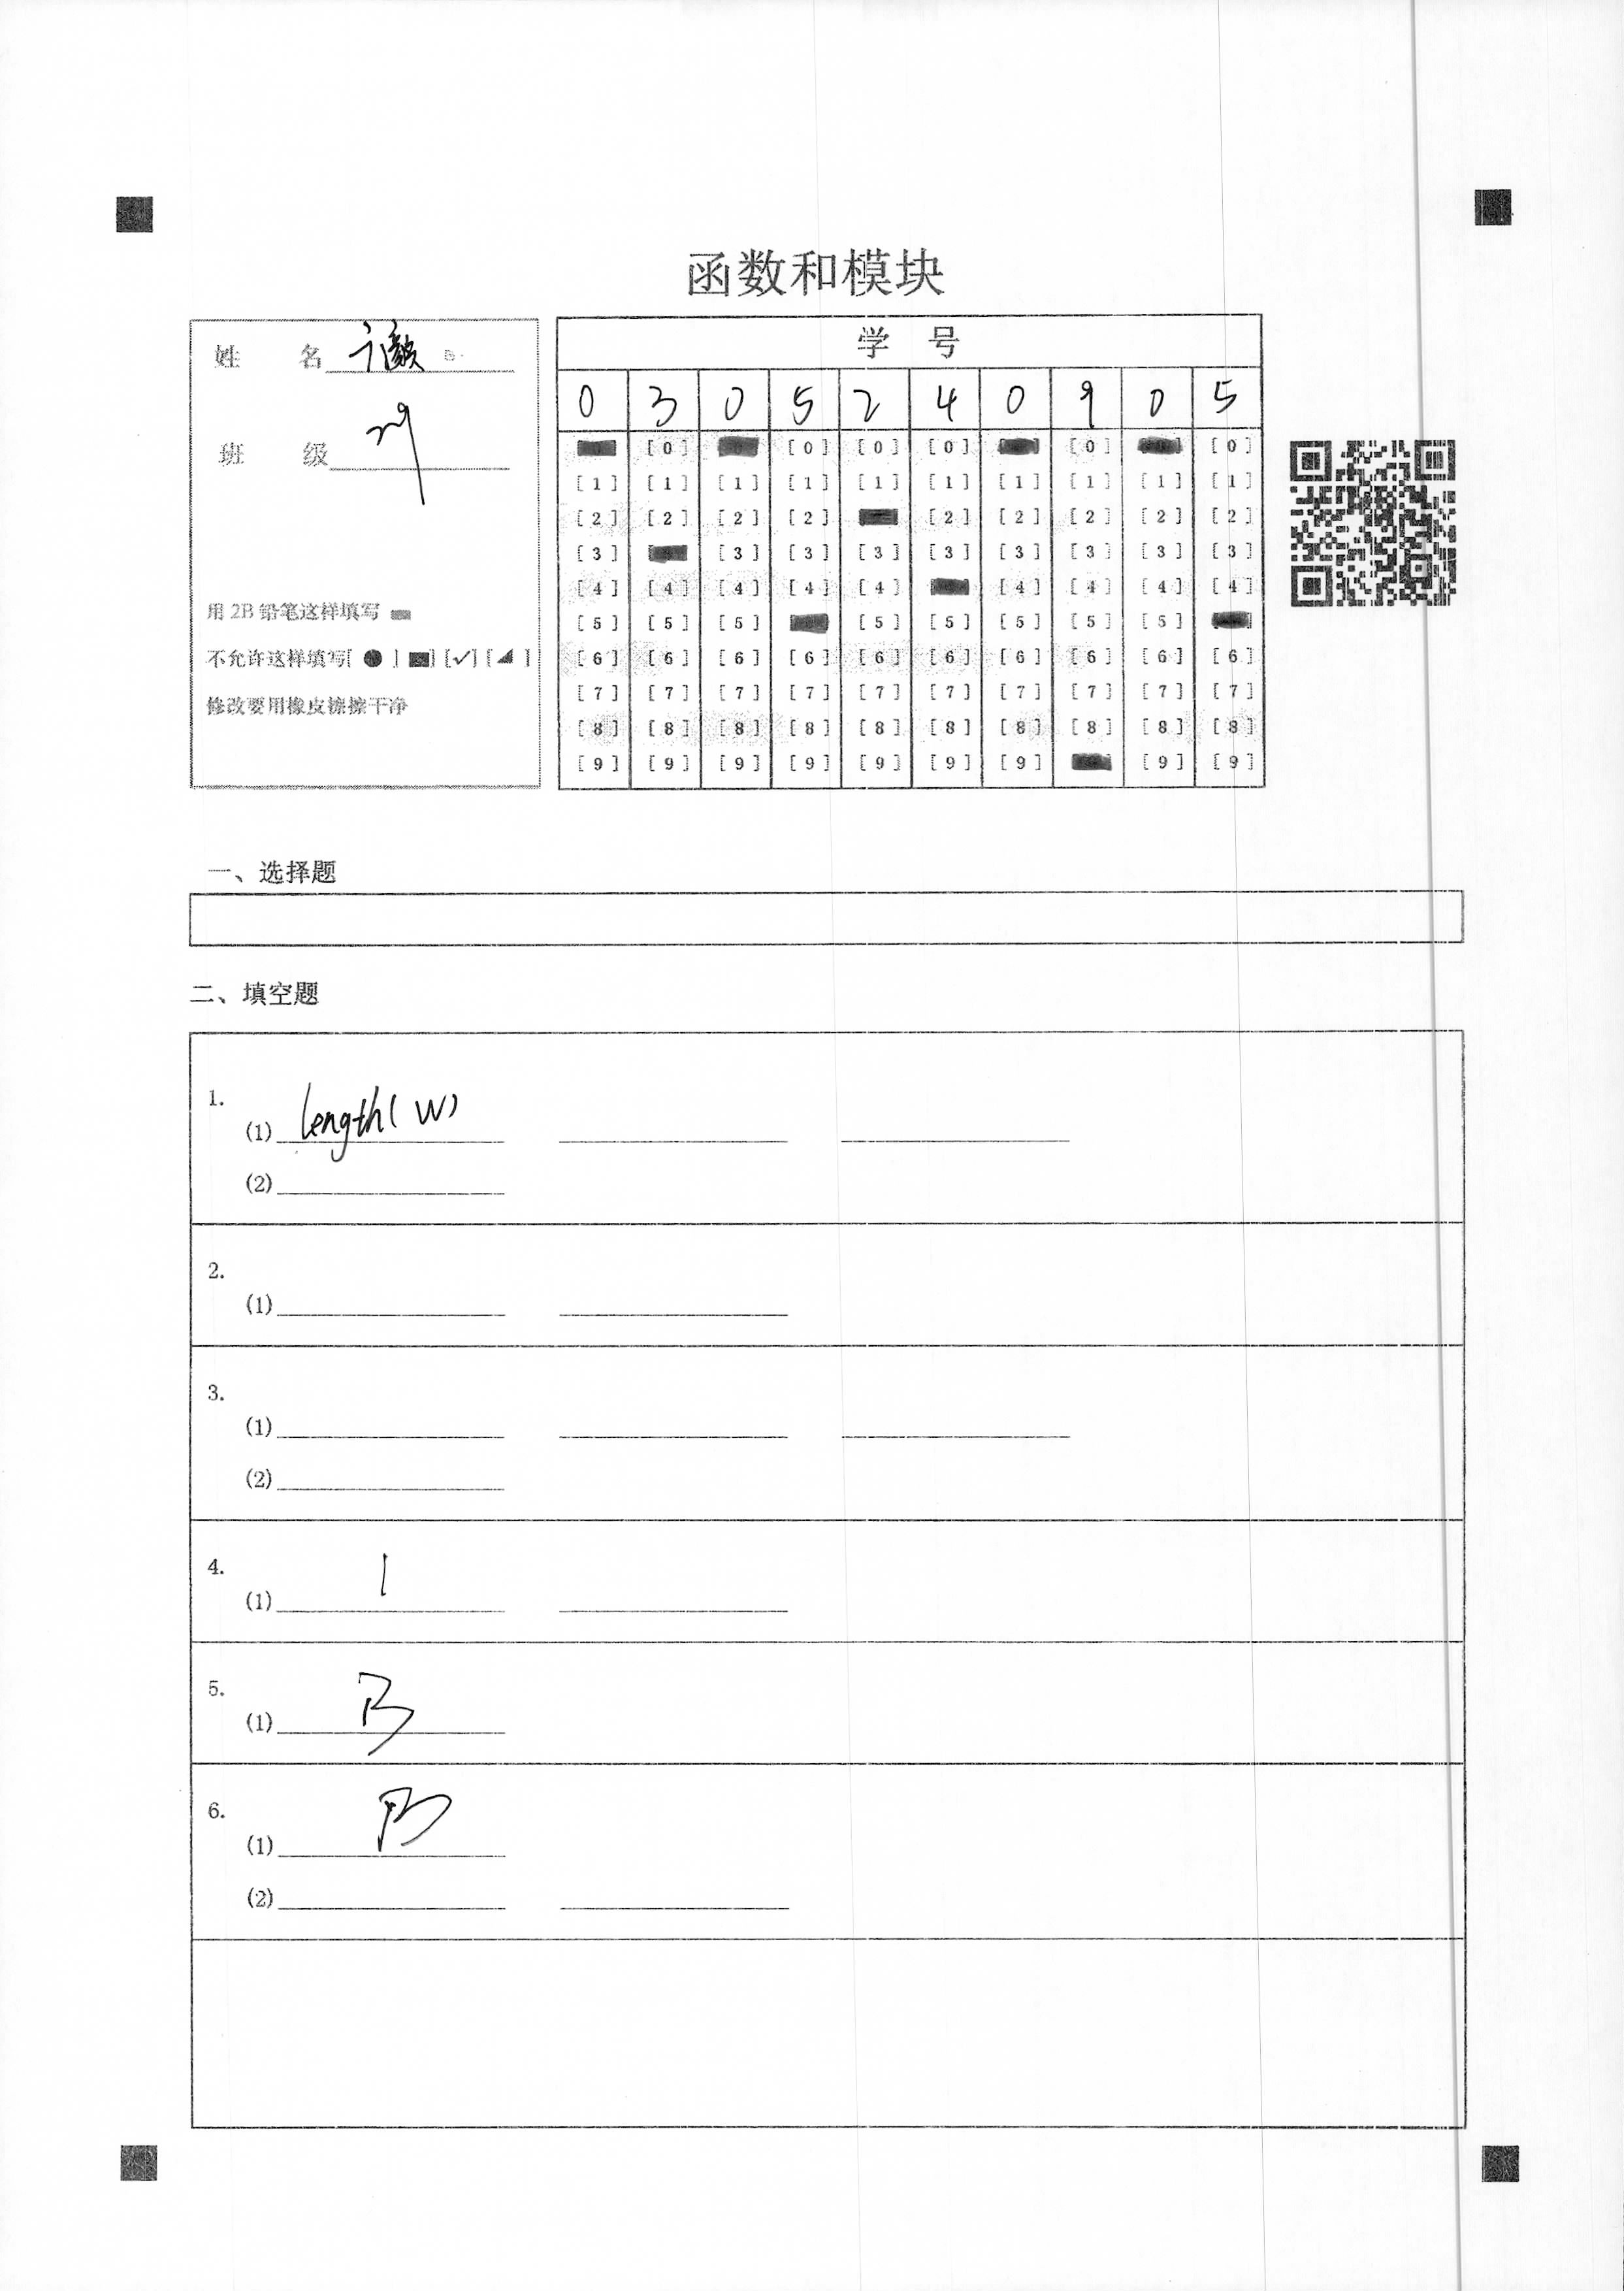 函数和模块
姓 名
班 级
用 2B 铅笔这样填写
不允许这样填写[ ● ] [■] [✓] [◢ ]
修改要用橡皮擦擦干净
学 号
0 3 0 5 2 4 0 9 0 5
[0] [0] [0] [0] [0] [0]
[1] [1] [1] [1] [1] [1] [1] [1] [1] [1]
[2] [2] [2] [2] [2] [2] [2] [2] [2]
[3] [3] [3] [3] [3] [3] [3] [3] [3]
[4] [4] [4] [4] [4] [4] [4] [4] [4]
[5] [5] [5] [5] [5] [5] [5] [5]
[6] [6] [6] [6] [6] [6] [6] [6] [6] [6]
[7] [7] [7] [7] [7] [7] [7] [7] [7] [7]
[8] [8] [8] [8] [8] [8] [8] [8] [8] [8]
[9] [9] [9] [9] [9] [9] [9] [9] [9]
一、选择题
二、填空题
1.
(1) length(w)
(2)
2.
(1)
3.
(1)
(2)
4.
(1) 1
5.
(1) B
6.
(1) B
(2)